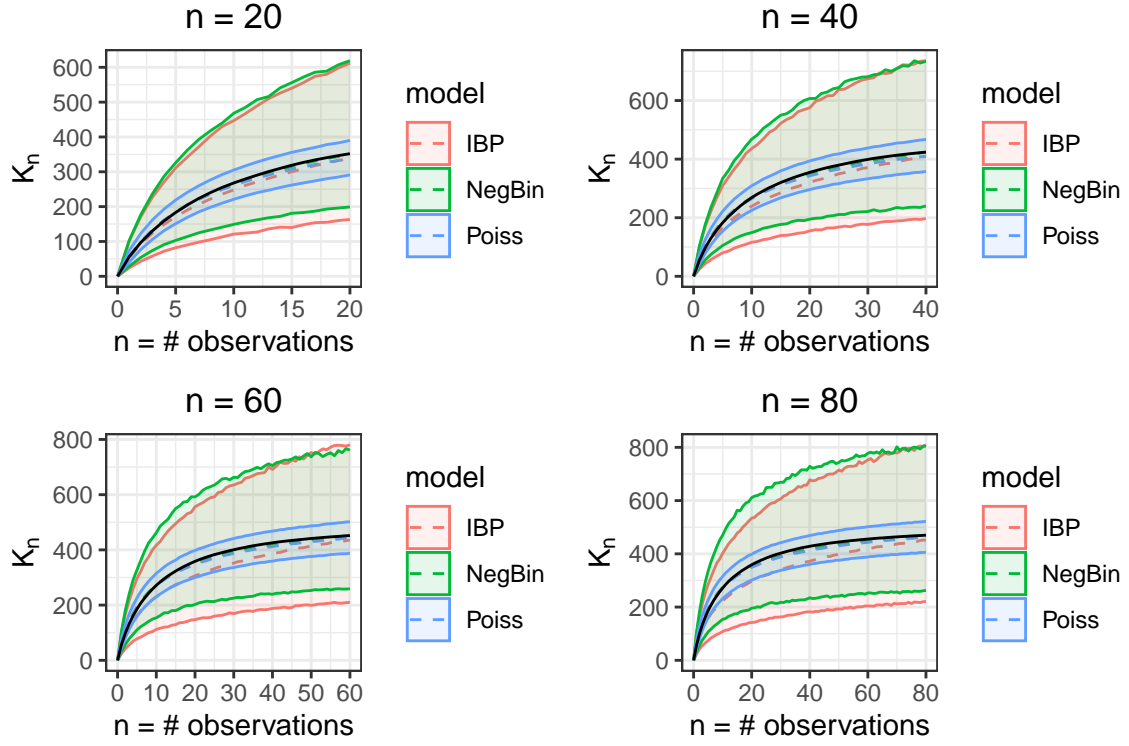 n = 20
600
500
400
300
200
100
0
K_n
0 5 10 15 20
n = # observations
model
IBP
NegBin
Poiss
n = 40
600
400
200
0
K_n
0 10 20 30 40
n = # observations
model
IBP
NegBin
Poiss
n = 60
800
600
400
200
0
K_n
0 10 20 30 40 50 60
n = # observations
model
IBP
NegBin
Poiss
n = 80
800
600
400
200
0
K_n
0 20 40 60 80
n = # observations
model
IBP
NegBin
Poiss